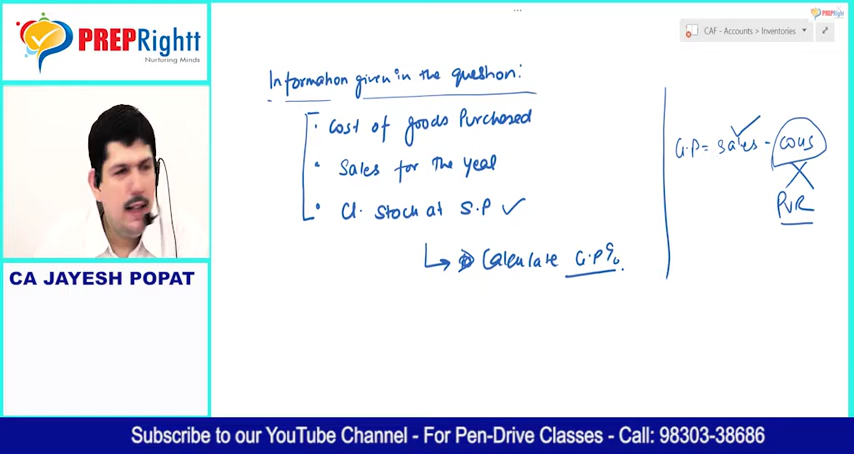 PREPRightt
Nurturing Minds
CA JAYESH POPAT
...
CAF - Accounts > Inventories
PREPRightt
Information given in the question:
• Cost of goods Purchased
• Sales for the year
• Cl. Stock at S.P ✓
↳ Calculate G.P%.
G.P = Sales - COGS
PUR
Subscribe to our YouTube Channel - For Pen-Drive Classes - Call: 98303-38686